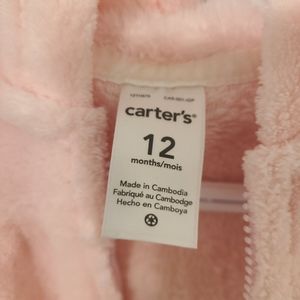 carter's®
12
months/mois
Made in Cambodia
Fabriqué au Cambodge
Hecho en Camboya